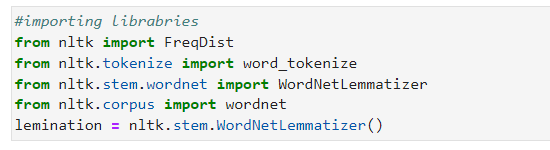 #importing librabries
from nltk import FreqDist
from nltk.tokenize import word_tokenize
from nltk.stem.wordnet import WordNetLemmatizer
from nltk.corpus import wordnet
lemination = nltk.stem.WordNetLemmatizer()